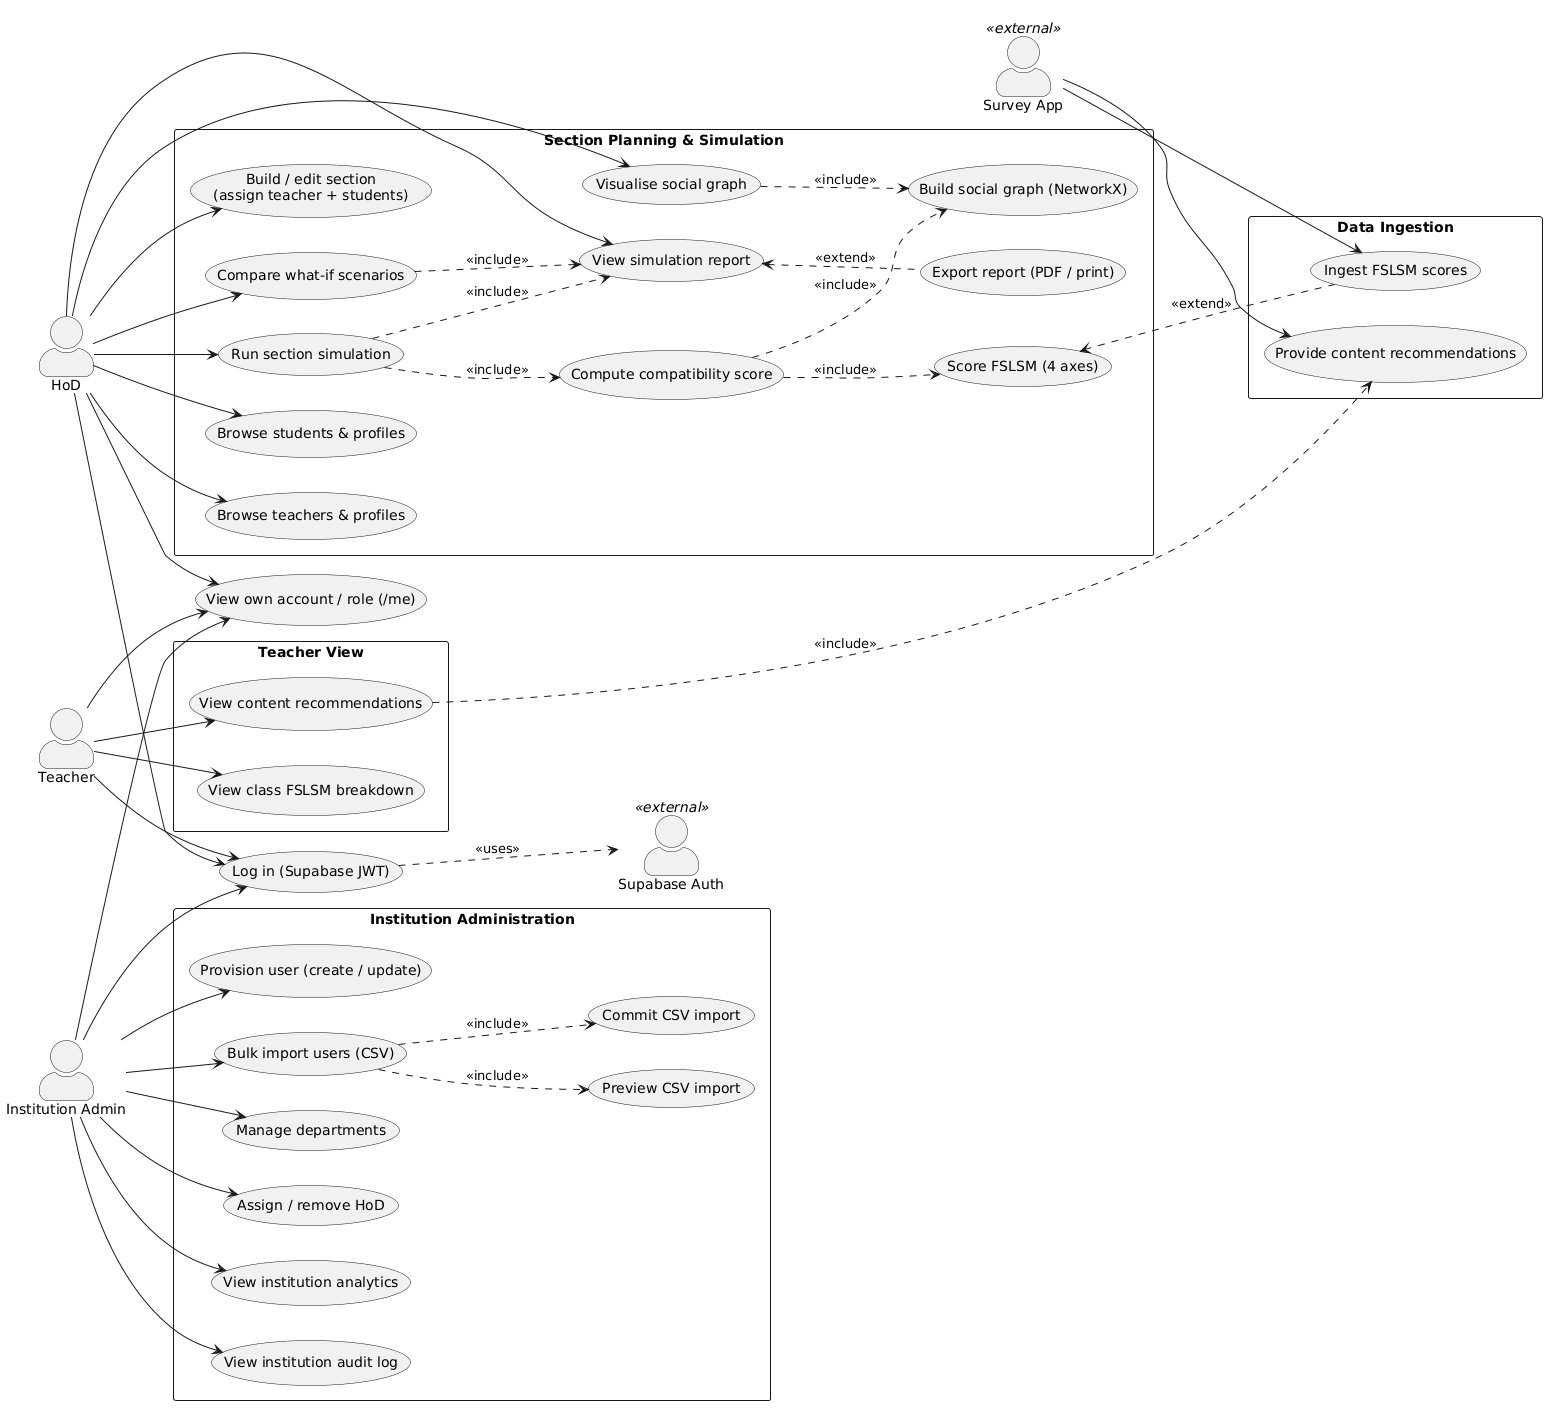 «external»
Survey App
Section Planning & Simulation
Build / edit section
(assign teacher + students)
Visualise social graph
«include»
Build social graph (NetworkX)
Data Ingestion
Compare what-if scenarios
«include»
View simulation report
«extend»
Export report (PDF / print)
Ingest FSLSM scores
«include»
«include»
«extend»
Run section simulation
«include»
Compute compatibility score
«include»
Score FSLSM (4 axes)
Provide content recommendations
HoD
Browse students & profiles
Browse teachers & profiles
View own account / role (/me)
Teacher View
«include»
View content recommendations
Teacher
View class FSLSM breakdown
«external»
Log in (Supabase JWT)
«uses»
Supabase Auth
Institution Administration
Provision user (create / update)
Commit CSV import
«include»
Bulk import users (CSV)
«include»
Preview CSV import
Institution Admin
Manage departments
Assign / remove HoD
View institution analytics
View institution audit log